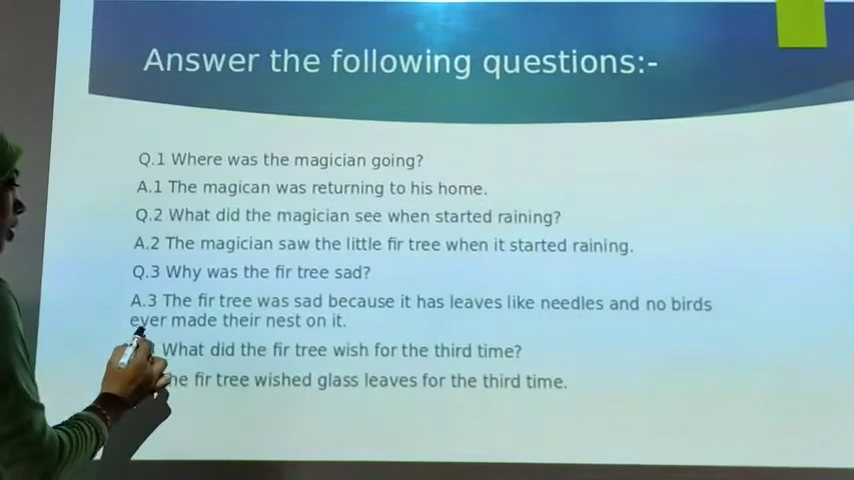 Answer the following questions:-
Q.1 Where was the magician going?
A.1 The magican was returning to his home.
Q.2 What did the magician see when started raining?
A.2 The magician saw the little fir tree when it started raining.
Q.3 Why was the fir tree sad?
A.3 The fir tree was sad because it has leaves like needles and no birds
ever made their nest on it.
What did the fir tree wish for the third time?
fir tree wished glass leaves for the third time.